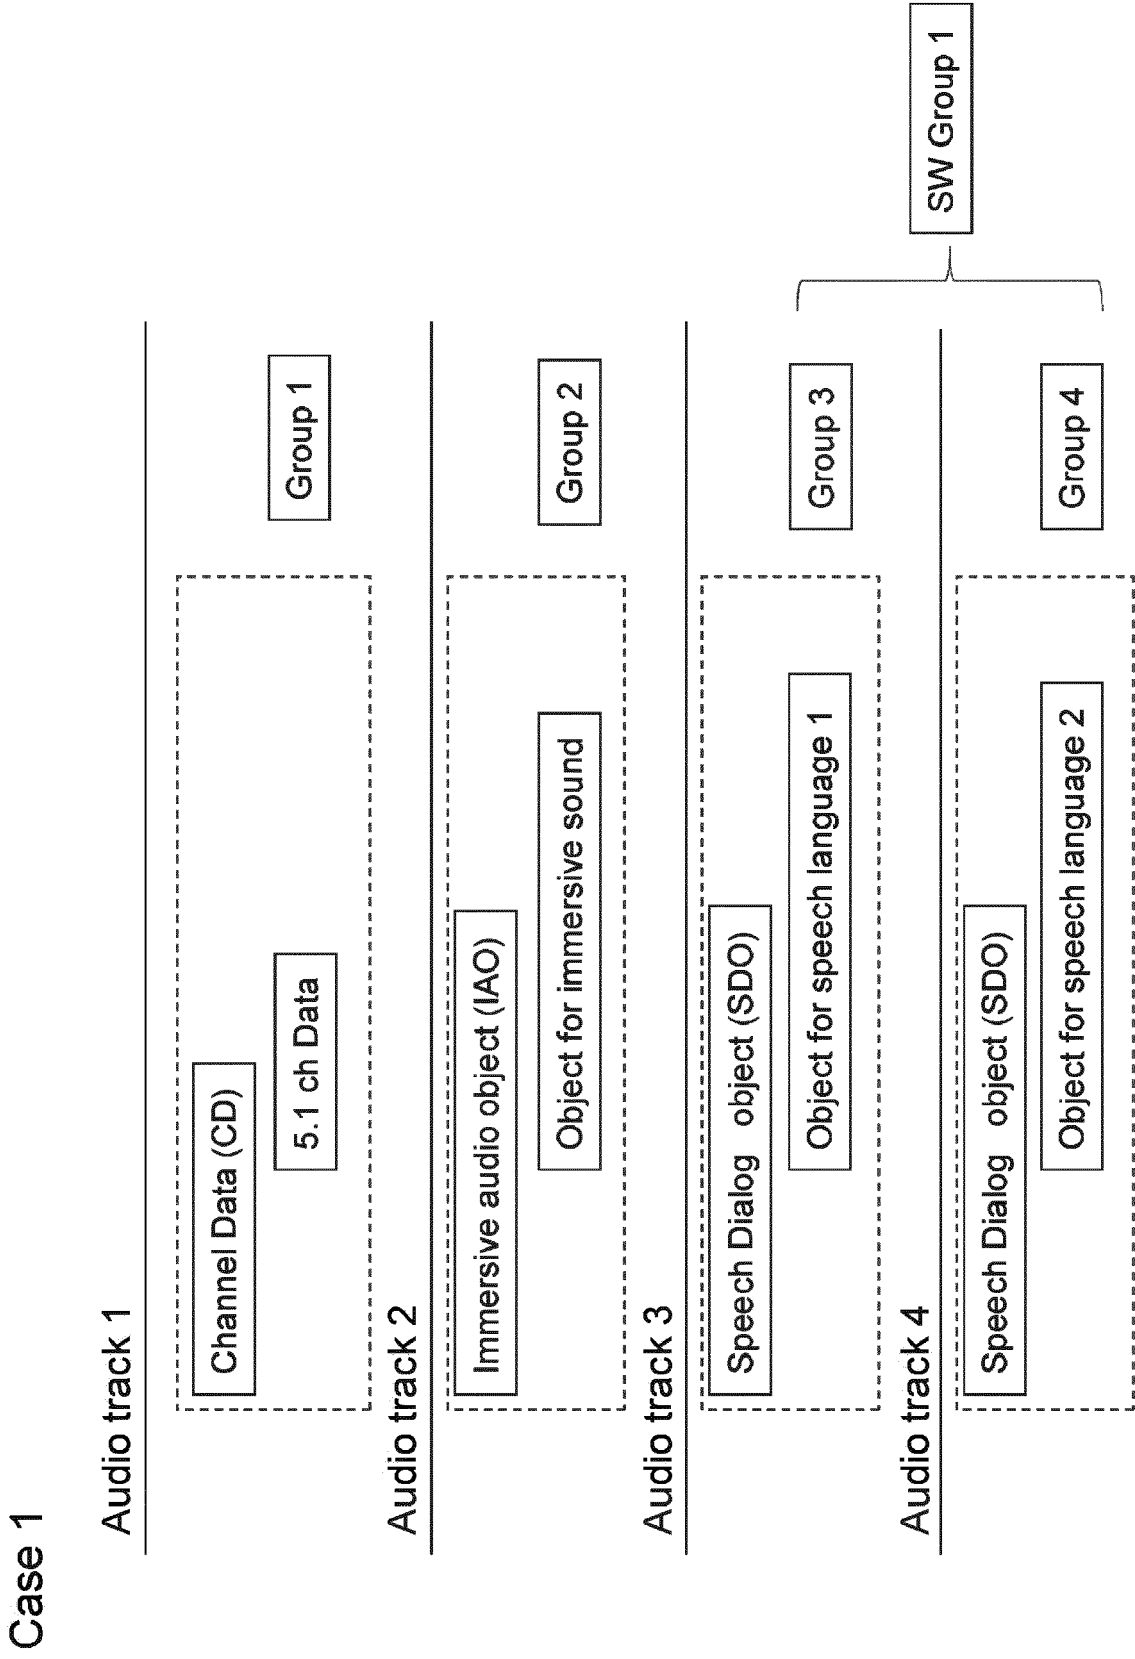 Case 1
Audio track 1
Channel Data (CD)
5.1 ch Data
Group 1
Audio track 2
Immersive audio object (IAO)
Object for immersive sound
Group 2
Audio track 3
Speech Dialog object (SDO)
Object for speech language 1
Group 3
SW Group 1
Audio track 4
Speech Dialog object (SDO)
Object for speech language 2
Group 4